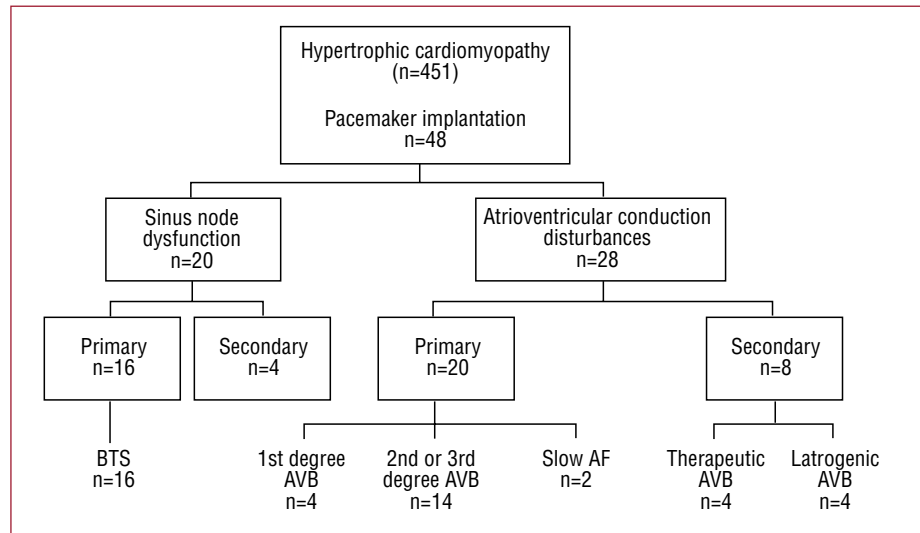 Hypertrophic cardiomyopathy
(n=451)
Pacemaker implantation
n=48
Sinus node
dysfunction
n=20
Atrioventricular conduction
disturbances
n=28
Primary
n=16
Secondary
n=4
Primary
n=20
Secondary
n=8
BTS
n=16
1st degree
AVB
n=4
2nd or 3rd
degree AVB
n=14
Slow AF
n=2
Therapeutic
AVB
n=4
Latrogenic
AVB
n=4